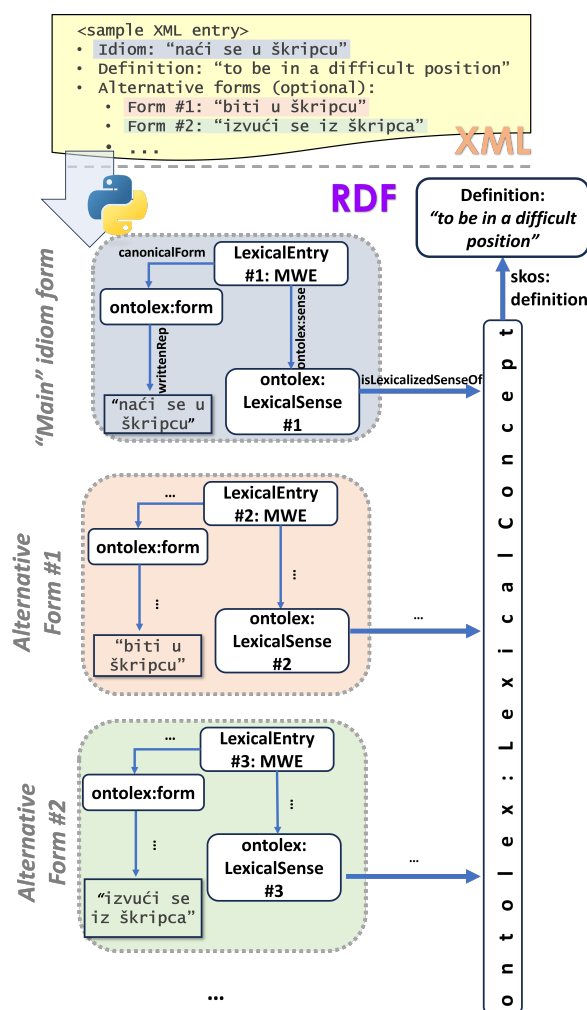 <sample XML entry>
• Idiom: “naći se u škripcu”
• Definition: “to be in a difficult position”
• Alternative forms (optional):
• Form #1: “biti u škripcu”
• Form #2: “izvući se iz škripca”
• ...
XML
RDF
Definition:
“to be in a difficult
position”
skos:
definition
“Main” idiom form
canonicalForm
LexicalEntry
#1: MWE
ontolex:form
writtenRep
ontolex:sense
“naći se u
škripcu”
ontolex:
LexicalSense
#1
isLexicalizedSenseOf
ontolex:LexicalConcept
Alternative
Form #1
...
LexicalEntry
#2: MWE
ontolex:form
...
...
“biti u
škripcu”
ontolex:
LexicalSense
#2
...
Alternative
Form #2
...
LexicalEntry
#3: MWE
ontolex:form
...
...
“izvući se
iz škripca”
ontolex:
LexicalSense
#3
...
...